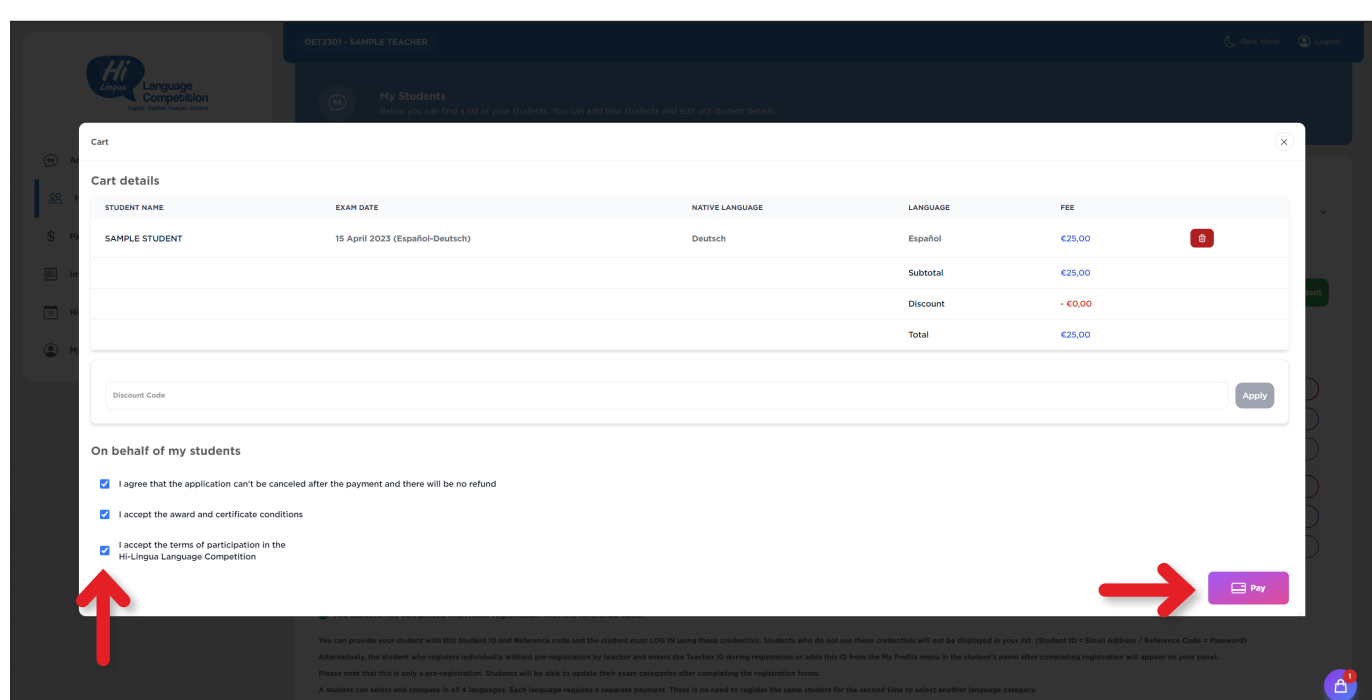 DET2301 - SAMPLE TEACHER
Dark Mode
Logout
Hi
Lingua
Language
Competition
English - Español - Français - Deutsch
My Students
Below you can find a list of your students. You can add new students and edit old student details.
Cart
Cart details
STUDENT NAME EXAM DATE NATIVE LANGUAGE LANGUAGE FEE
SAMPLE STUDENT 15 April 2023 (Español-Deutsch) Deutsch Español €25,00
Subtotal €25,00
Discount - €0,00
Total €25,00
Discount Code
Apply
On behalf of my students
I agree that the application can't be canceled after the payment and there will be no refund
I accept the award and certificate conditions
I accept the terms of participation in the
Hi-Lingua Language Competition
Pay
You can provide your student with this Student ID and Reference code and the student must LOG IN using these credentials. Students who do not use these credentials will not be displayed in your list. (Student ID = Email Address / Reference Code = Password)
Alternatively, the student who registers individually without pre-registration by teacher and enters the Teacher ID during registration or adds this ID from the My Profile menu in the student's panel after completing registration will appear on your panel.
Please note that this is only a pre-registration. Students will be able to update their exam categories after completing the registration forms.
A student can select and compete in all 4 languages. Each language requires a separate payment. There is no need to register the same student for the second time to select another language category.
1